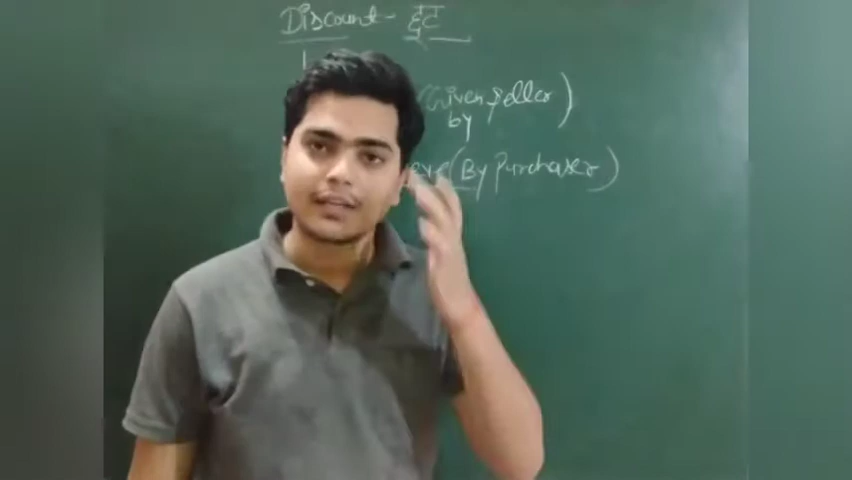 Discount - छूट
(Given Seller)
by
(By Purchaser)